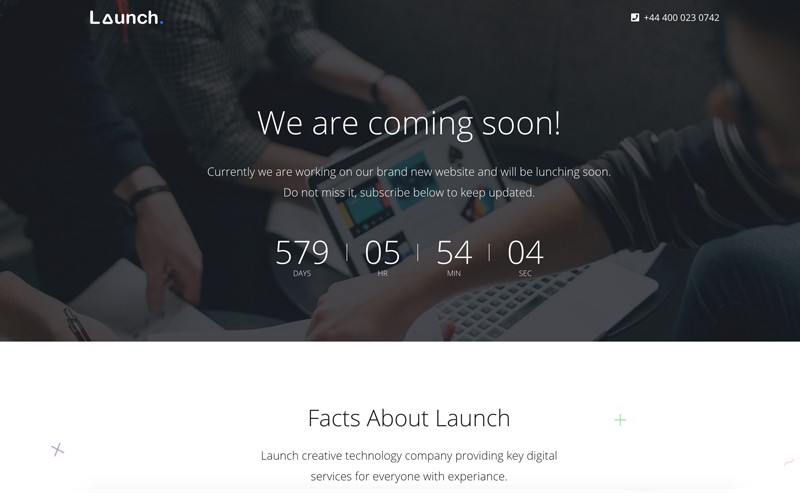 Launch.
+44 400 023 0742
We are coming soon!
Currently we are working on our brand new website and will be lunching soon.
Do not miss it, subscribe below to keep updated.
579 05 54 04
DAYS HR MIN SEC
Facts About Launch
Launch creative technology company providing key digital
services for everyone with experiance.